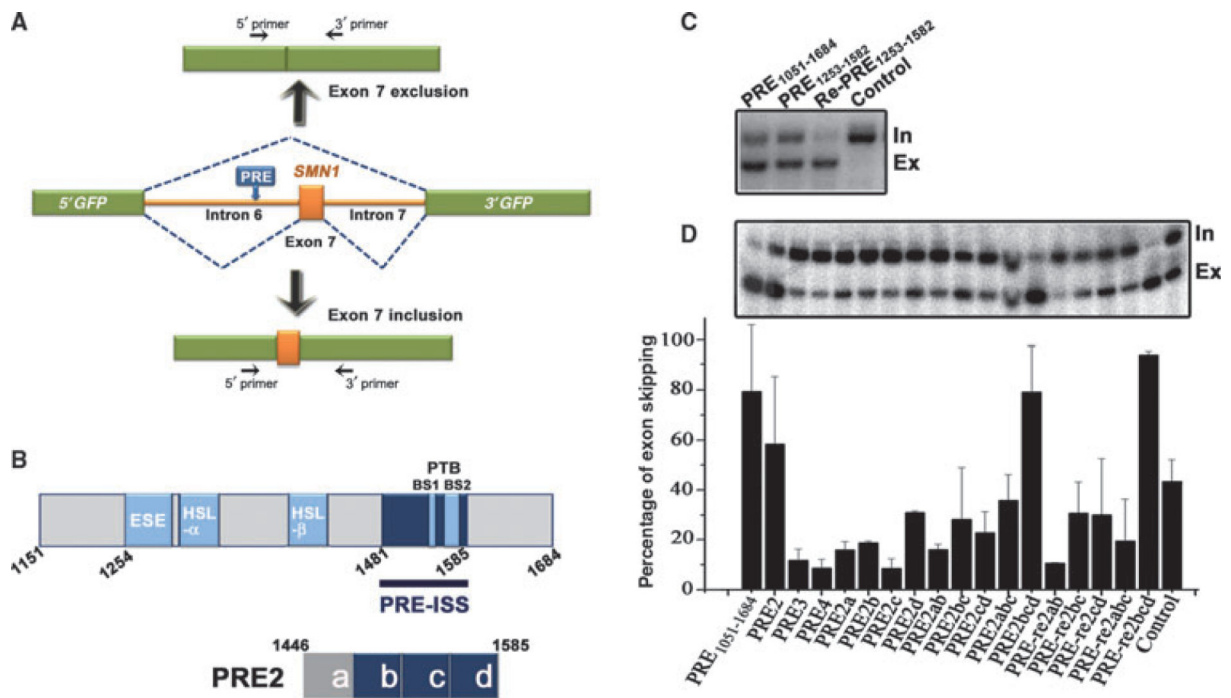 A
5′ primer
3′ primer
Exon 7 exclusion
PRE
SMN1
5′GFP
Intron 6
Intron 7
3′GFP
Exon 7
Exon 7 inclusion
5′ primer
3′ primer
B
PTB
BS1 BS2
ESE
HSL
-α
HSL
-β
1151
1254
1481
1585
1684
PRE-ISS
1446
1585
PRE2
a
b
c
d
C
PRE1051-1684
PRE1253-1582
Re-PRE1253-1582
Control
In
Ex
D
In
Ex
Percentage of exon skipping
100
80
60
40
20
0
PRE1051-1684
PRE2
PRE3
PRE4
PRE2a
PRE2b
PRE2c
PRE2d
PRE2ab
PRE2bc
PRE2cd
PRE2abc
PRE2bcd
PRE-re2ab
PRE-re2bc
PRE-re2cd
PRE-re2abc
PRE-re2bcd
Control